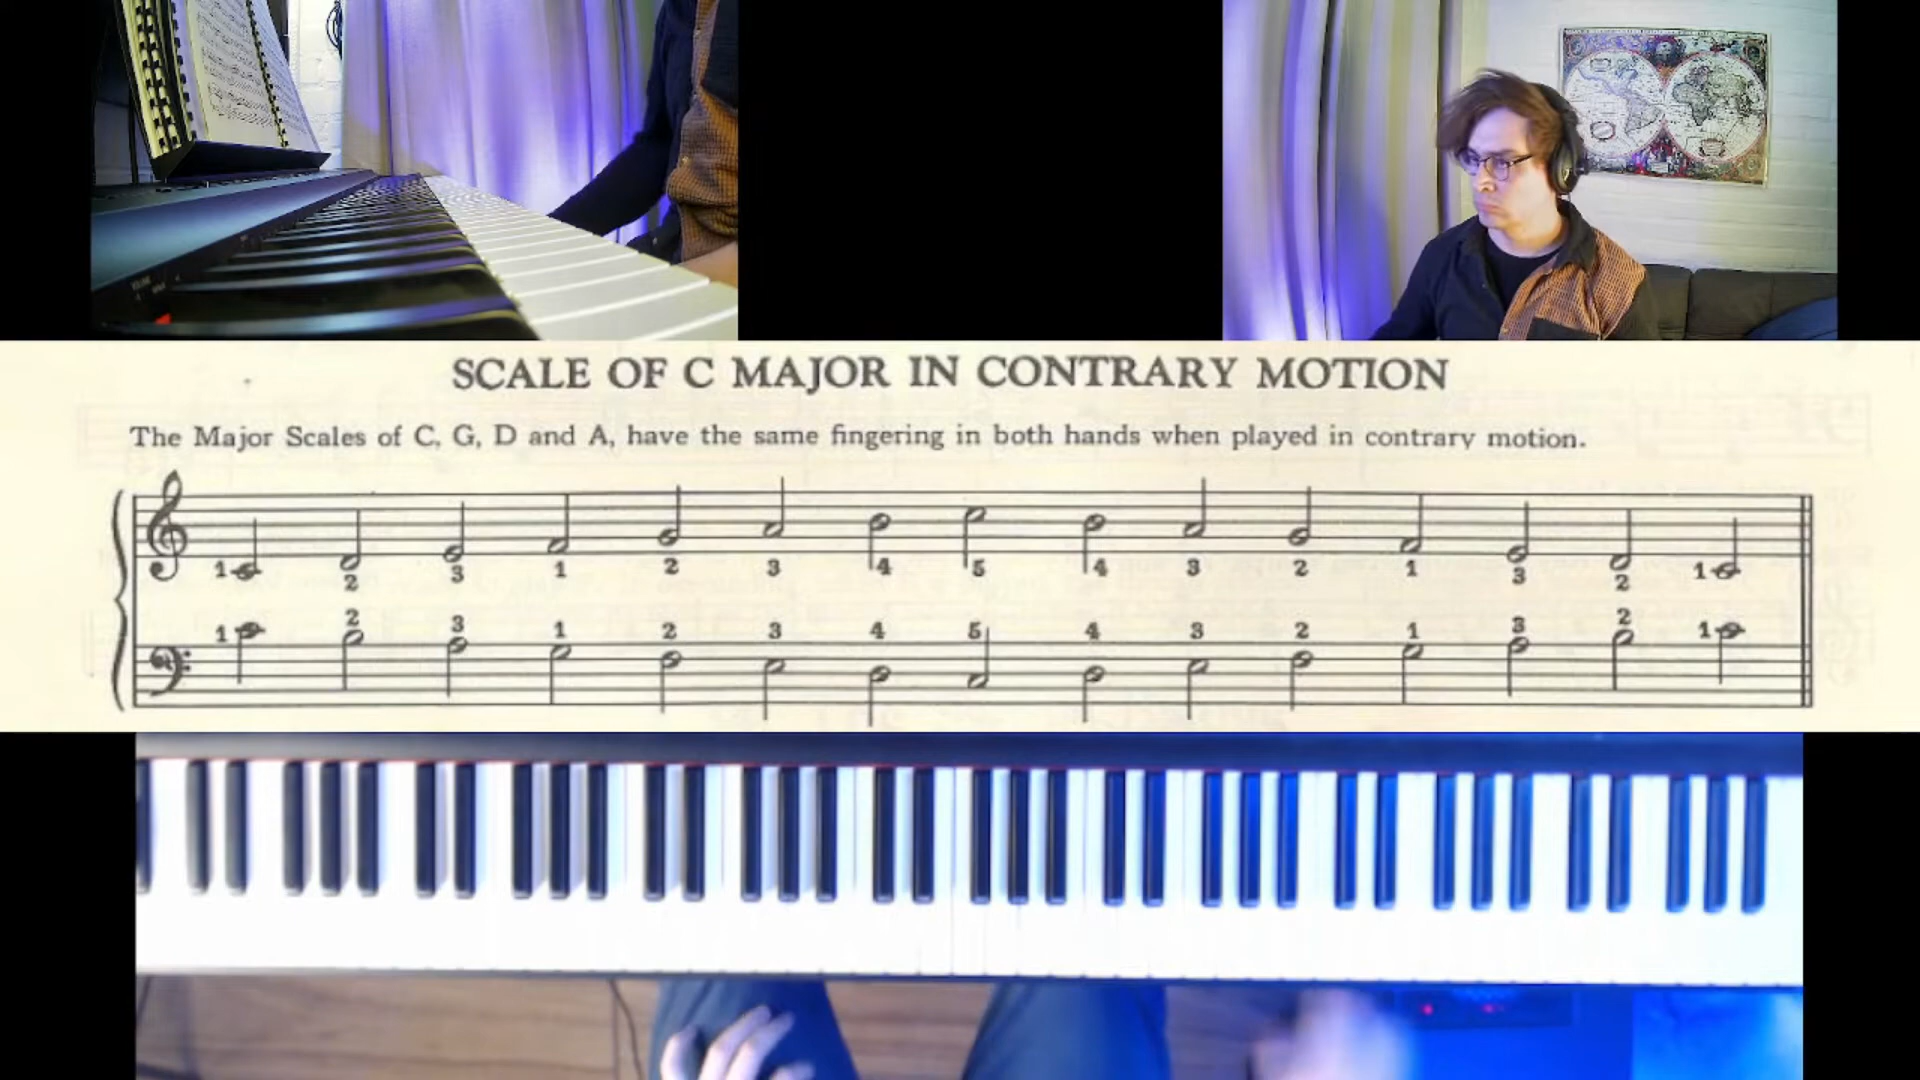 SCALE OF C MAJOR IN CONTRARY MOTION
The Major Scales of C, G, D and A, have the same fingering in both hands when played in contrary motion.
1 2 3 1 2 3 4 5 4 3 2 1 3 2 1
1 2 3 1 2 3 4 5 4 3 2 1 3 2 1